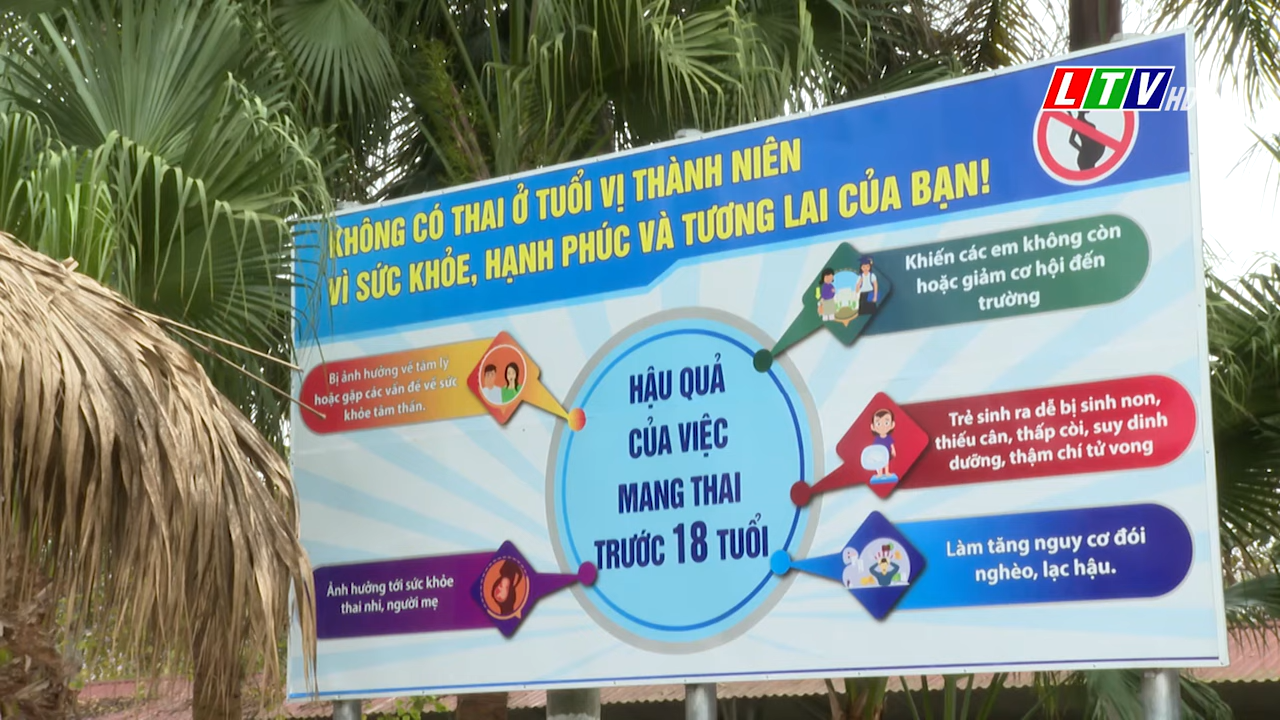 LTV HD
KHÔNG CÓ THAI Ở TUỔI VỊ THÀNH NIÊN
VÌ SỨC KHỎE, HẠNH PHÚC VÀ TƯƠNG LAI CỦA BẠN!
Khiến các em không còn
hoặc giảm cơ hội đến
trường
Bị ảnh hưởng về tâm lý
hoặc gặp các vấn đề về sức
khỏe tâm thần.
HẬU QUẢ
CỦA VIỆC
MANG THAI
TRƯỚC 18 TUỔI
Trẻ sinh ra dễ bị sinh non,
thiếu cân, thấp còi, suy dinh
dưỡng, thậm chí tử vong
Ảnh hưởng tới sức khỏe
thai nhi, người mẹ
Làm tăng nguy cơ đói
nghèo, lạc hậu.